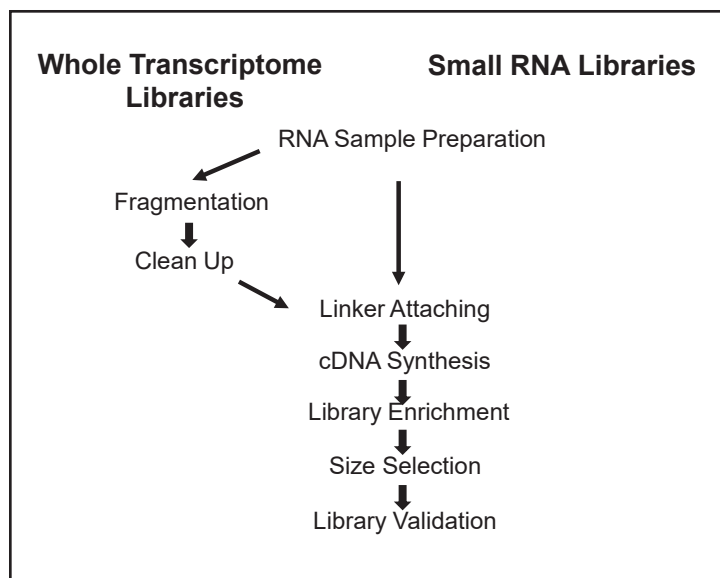 Whole Transcriptome
Libraries
Small RNA Libraries
RNA Sample Preparation
Fragmentation
Clean Up
Linker Attaching
cDNA Synthesis
Library Enrichment
Size Selection
Library Validation